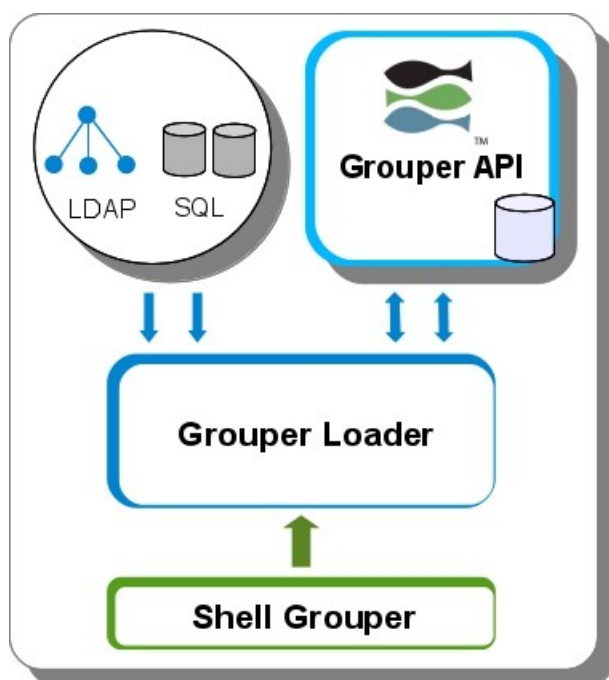 LDAP
SQL
TM
Grouper API
Grouper Loader
Shell Grouper